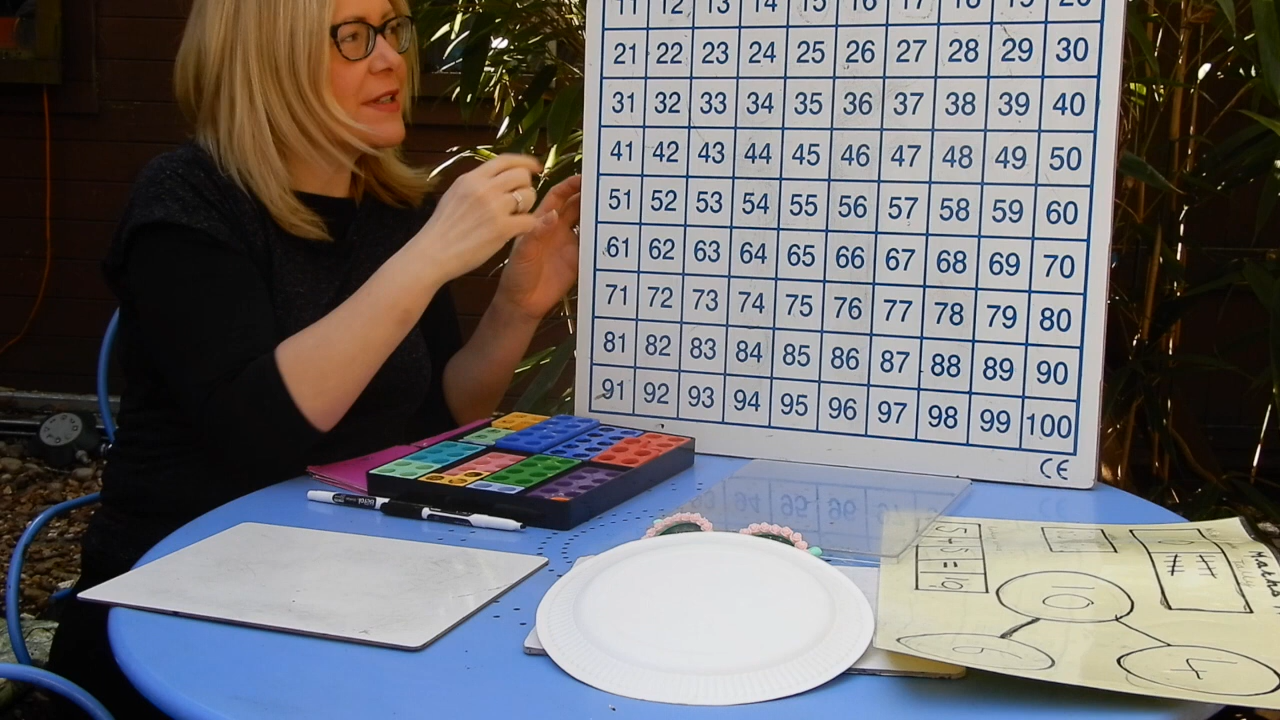 11 12 13 14 15 16 17 18 19 20
21 22 23 24 25 26 27 28 29 30
31 32 33 34 35 36 37 38 39 40
41 42 43 44 45 46 47 48 49 50
51 52 53 54 55 56 57 58 59 60
61 62 63 64 65 66 67 68 69 70
71 72 73 74 75 76 77 78 79 80
81 82 83 84 85 86 87 88 89 90
91 92 93 94 95 96 97 98 99 100
CE
5+5
=10
Maths
10
6
4